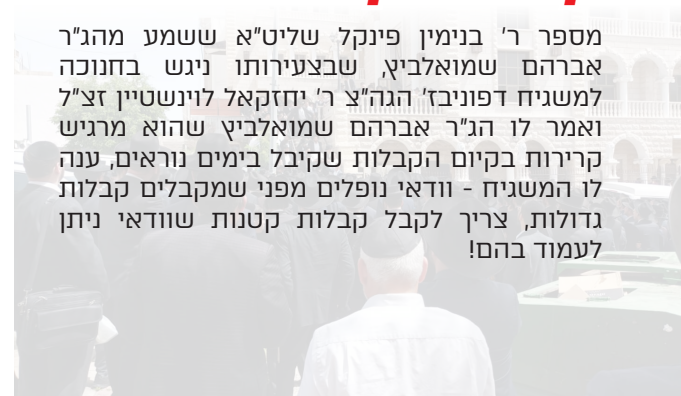 מספר ר' בנימין פינקל שליט"א ששמע מהג"ר
אברהם שמואלביץ, שבצעירותו ניגש בחנוכה
למשגיח דפוניבז' הגה"צ ר' יחזקאל לוינשטיין זצ"ל
ואמר לו הג"ר אברהם שמואלביץ שהוא מרגיש
קרירות בקיום הקבלות שקיבל בימים נוראים, ענה
לו המשגיח - וודאי נופלים מפני שמקבלים קבלות
גדולות, צריך לקבל קבלות קטנות שוודאי ניתן
לעמוד בהם!